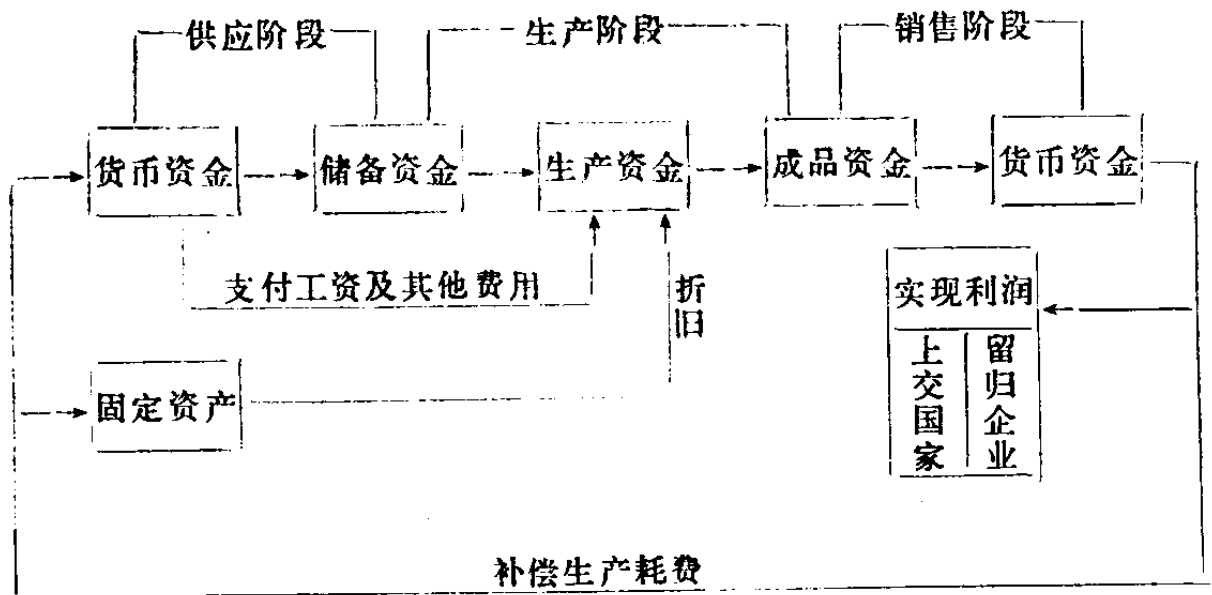 供应阶段 生产阶段 销售阶段
货币资金 储备资金 生产资金 成品资金 货币资金
支付工资及其他费用
折旧
实现利润
上交国家
留归企业
固定资产
补偿生产耗费